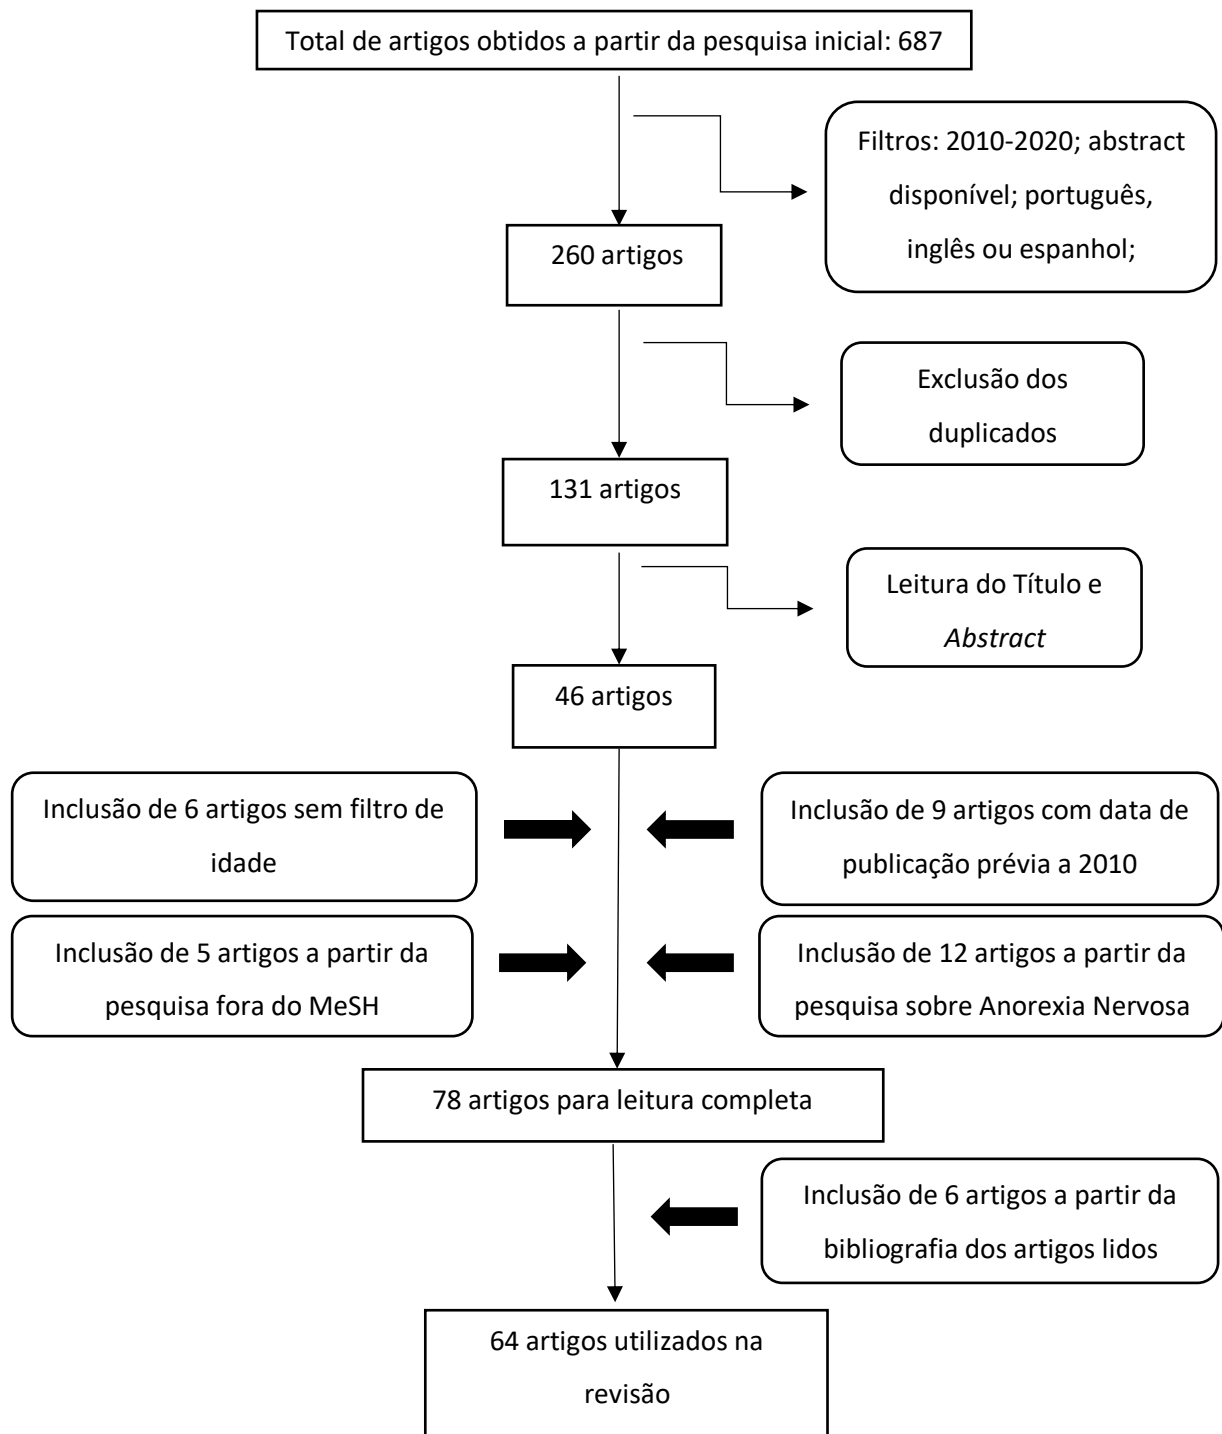 Total de artigos obtidos a partir da pesquisa inicial: 687
Filtros: 2010-2020; abstract
disponível; português,
inglês ou espanhol;
260 artigos
Exclusão dos
duplicados
131 artigos
Leitura do Título e
Abstract
46 artigos
Inclusão de 6 artigos sem filtro de
idade
Inclusão de 9 artigos com data de
publicação prévia a 2010
Inclusão de 5 artigos a partir da
pesquisa fora do MeSH
Inclusão de 12 artigos a partir da
pesquisa sobre Anorexia Nervosa
78 artigos para leitura completa
Inclusão de 6 artigos a partir da
bibliografia dos artigos lidos
64 artigos utilizados na
revisão